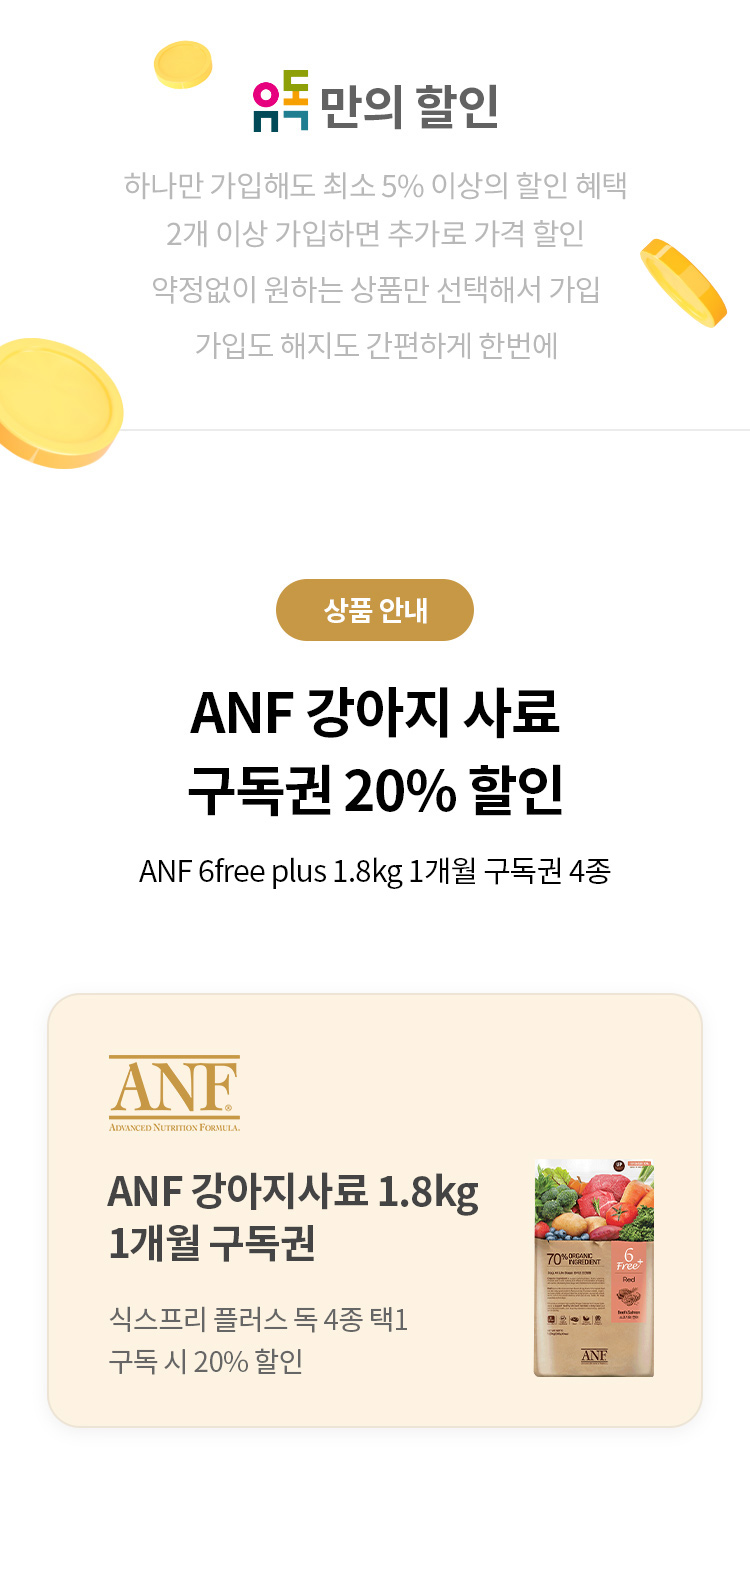 유독만의 할인
하나만 가입해도 최소 5% 이상의 할인 혜택
2개 이상 가입하면 추가로 가격 할인
약정없이 원하는 상품만 선택해서 가입
가입도 해지도 간편하게 한번에
상품 안내
ANF 강아지 사료
구독권 20% 할인
ANF 6free plus 1.8kg 1개월 구독권 4종
ANF®
ADVANCED NUTRITION FORMULA.
ANF 강아지사료 1.8kg
1개월 구독권
식스프리 플러스 독 4종 택1
구독 시 20% 할인
70% ORGANIC
INGREDIENT
6
Free+
Red
ANF